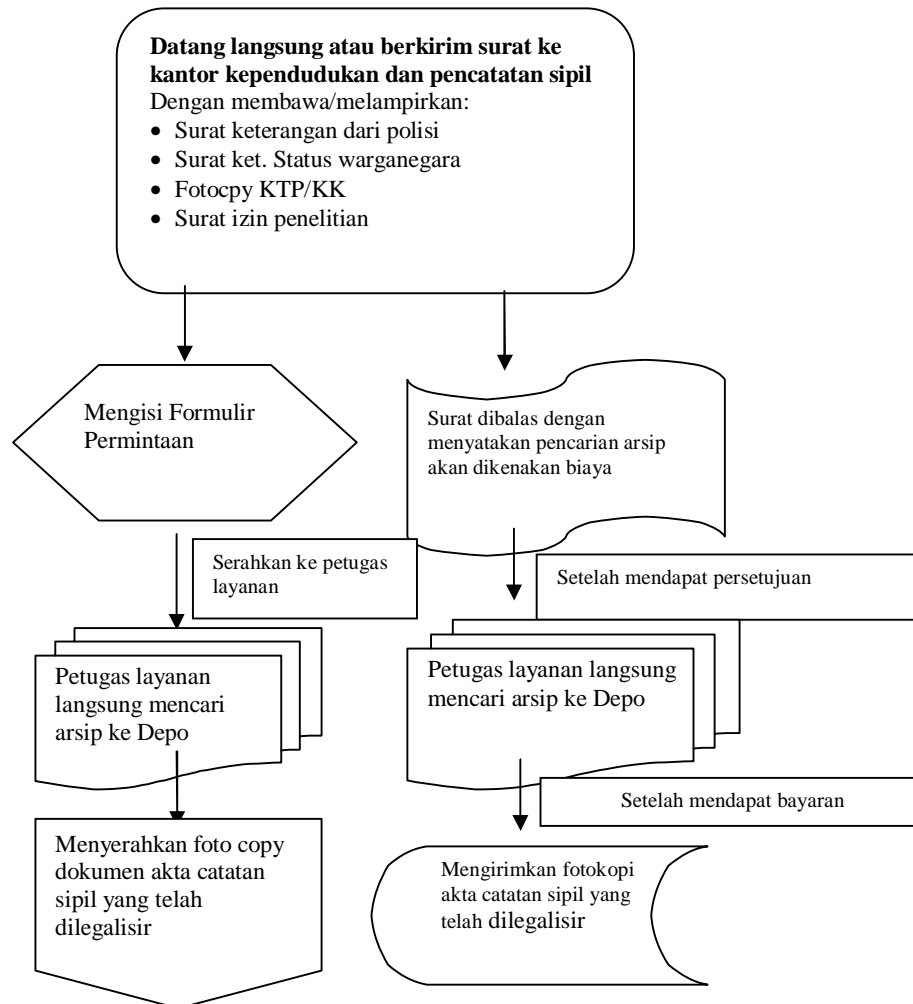 Datang langsung atau berkirim surat ke
kantor kependudukan dan pencatatan sipil
Dengan membawa/melampirkan:
• Surat keterangan dari polisi
• Surat ket. Status warganegara
• Fotocpy KTP/KK
• Surat izin penelitian
Mengisi Formulir
Permintaan
Surat dibalas dengan
menyatakan pencarian arsip
akan dikenakan biaya
Serahkan ke petugas
layanan
Setelah mendapat persetujuan
Petugas layanan
langsung mencari
arsip ke Depo
Petugas layanan langsung
mencari arsip ke Depo
Setelah mendapat bayaran
Menyerahkan foto copy
dokumen akta catatan
sipil yang telah
dilegalisir
Mengirimkan fotokopi
akta catatan sipil yang
telah dilegalisir